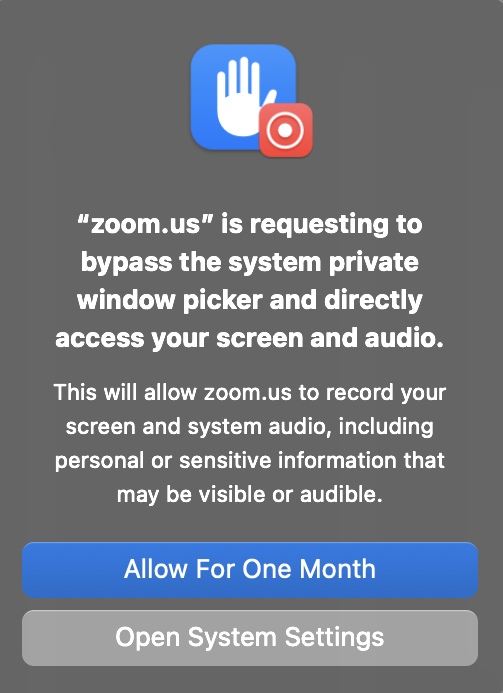 “zoom.us” is requesting to
bypass the system private
window picker and directly
access your screen and audio.
This will allow zoom.us to record your
screen and system audio, including
personal or sensitive information that
may be visible or audible.
Allow For One Month
Open System Settings